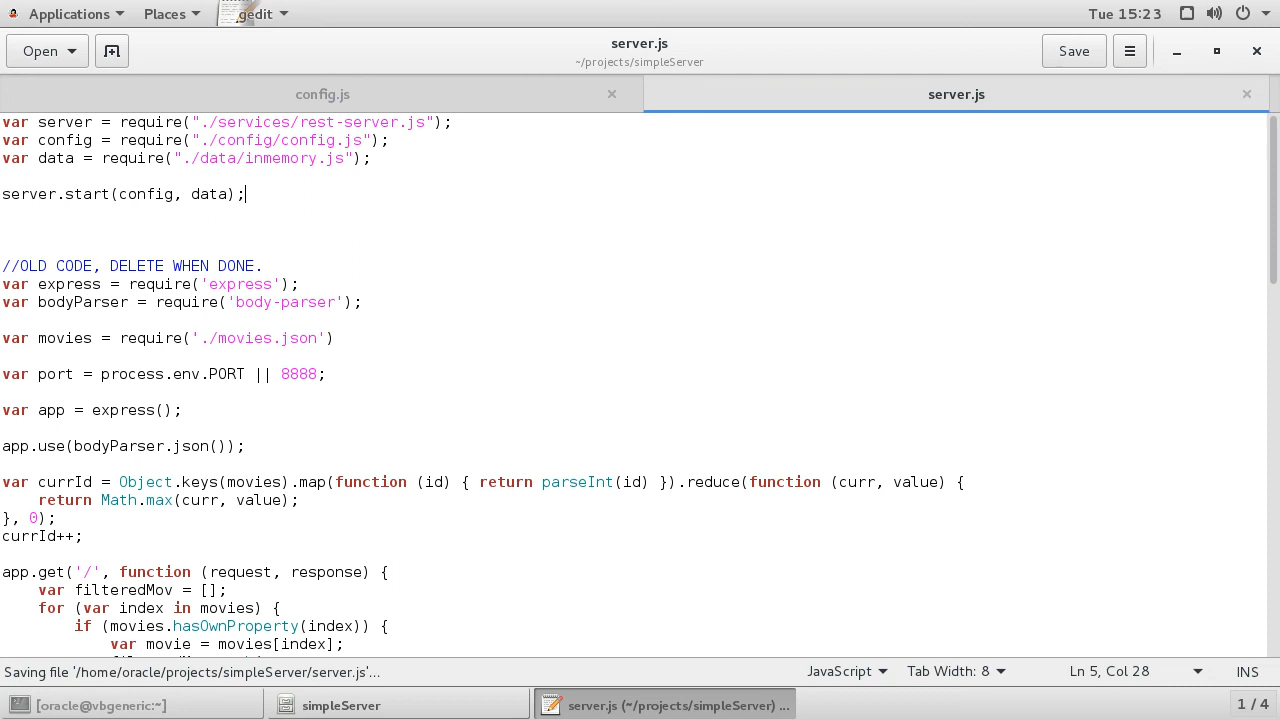 Applications
Places
gedit
Tue 15:23
Open
server.js
~/projects/simpleServer
Save
config.js
server.js
var server = require("./services/rest-server.js");
var config = require("./config/config.js");
var data = require("./data/inmemory.js");
server.start(config, data);
//OLD CODE, DELETE WHEN DONE.
var express = require('express');
var bodyParser = require('body-parser');
var movies = require('./movies.json')
var port = process.env.PORT || 8888;
var app = express();
app.use(bodyParser.json());
var currId = Object.keys(movies).map(function (id) { return parseInt(id) }).reduce(function (curr, value) {
    return Math.max(curr, value);
}, 0);
currId++;
app.get('/', function (request, response) {
    var filteredMov = [];
    for (var index in movies) {
        if (movies.hasOwnProperty(index)) {
            var movie = movies[index];
Saving file '/home/oracle/projects/simpleServer/server.js'...
JavaScript
Tab Width: 8
Ln 5, Col 28
INS
[oracle@vbgeneric:~]
simpleServer
server.js (~/projects/simpleServer) ...
1 / 4